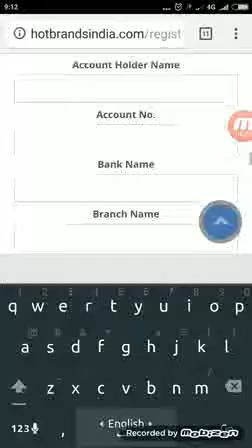 9:12
4G
hotbrandsindia.com/regist
11
Account Holder Name
Account No.
Bank Name
Branch Name
q w e r t y u i o p
a s d f g h j k l
z x c v b n m
123 , English
Recorded by
MOBIZEN